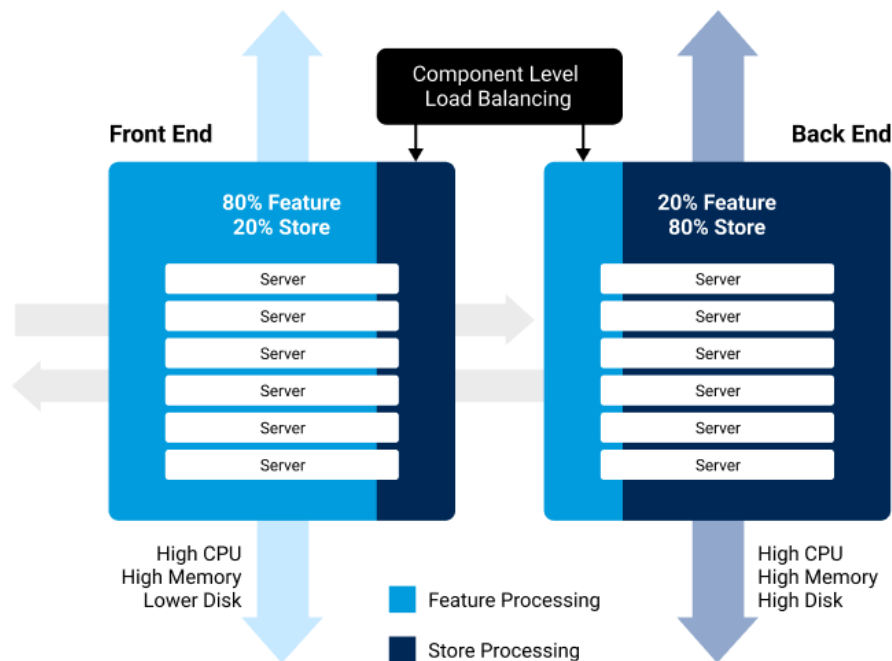 Component Level
Load Balancing
Front End
Back End
80% Feature
20% Store
Server
Server
Server
Server
Server
Server
20% Feature
80% Store
Server
Server
Server
Server
Server
Server
High CPU
High Memory
Lower Disk
Feature Processing
Store Processing
High CPU
High Memory
High Disk